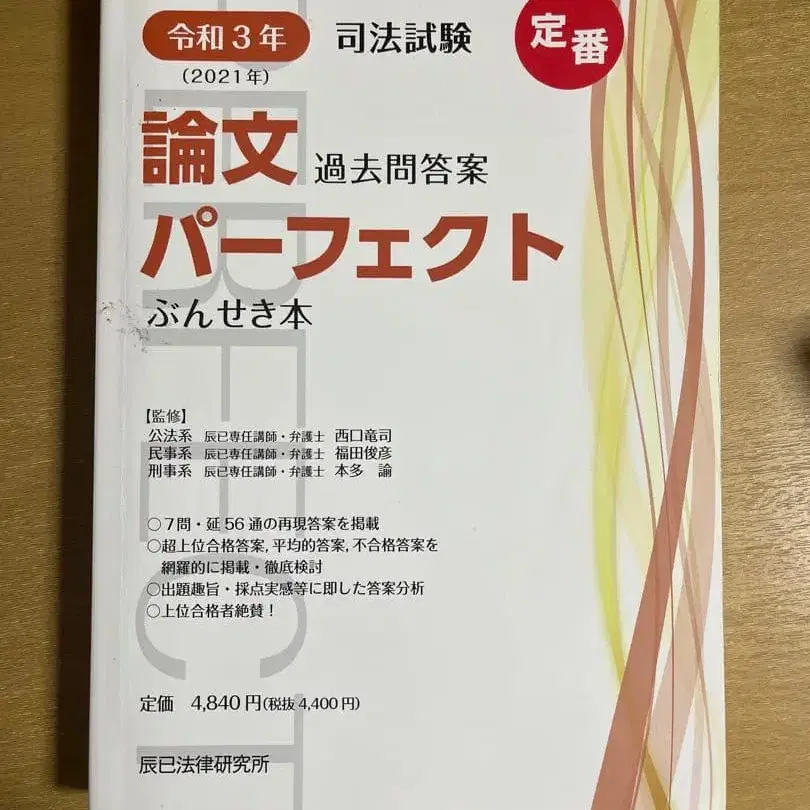 令和3年
(2021年)
司法試験
定番
論文 過去問答案
パーフェクト
ぶんせき本
【監修】
公法系 辰已専任講師・弁護士 西口竜司
民事系 辰已専任講師・弁護士 福田俊彦
刑事系 辰已専任講師・弁護士 本多 諭
○7問・延56通の再現答案を掲載
○超上位合格答案,平均的答案,不合格答案を
網羅的に掲載・徹底検討
○出題趣旨・採点実感等に即した答案分析
○上位合格者絶賛!
定価 4,840円(税抜4,400円)
辰已法律研究所
PERFECT